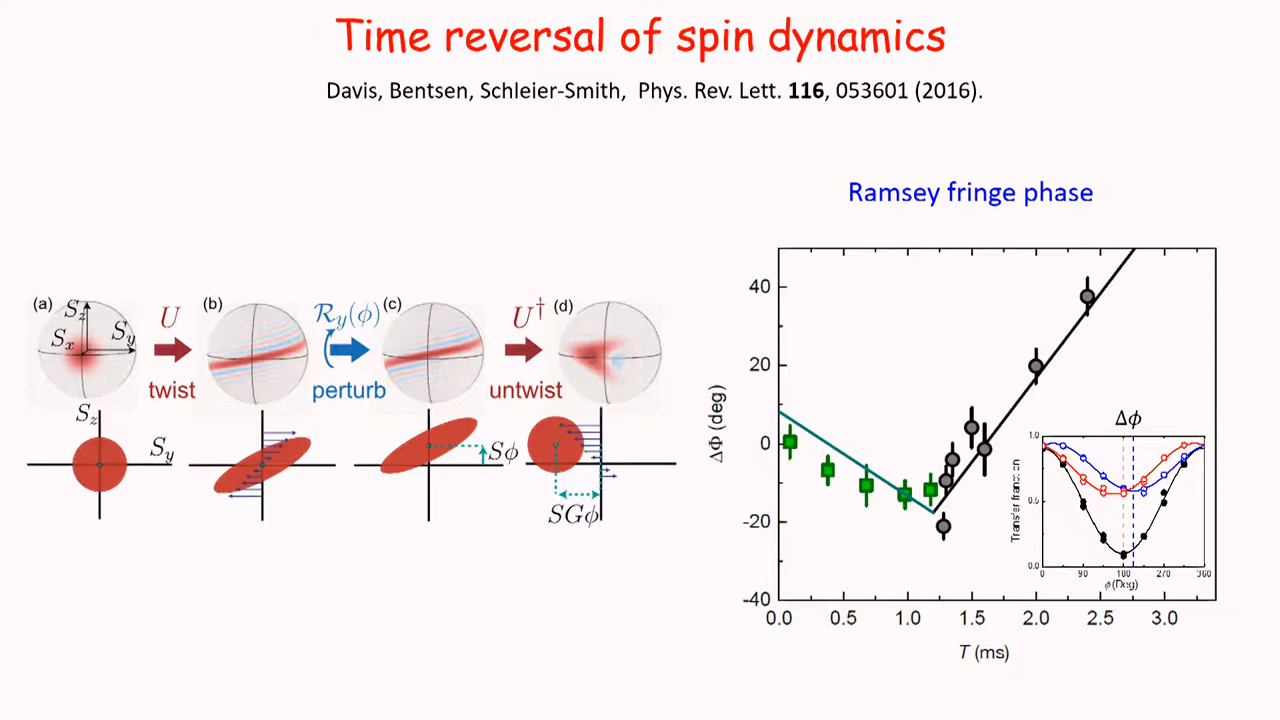 Time reversal of spin dynamics
Davis, Bentsen, Schleier-Smith, Phys. Rev. Lett. 116, 053601 (2016).
Ramsey fringe phase
(a)
S_z
S_x
S_y
U
twist
(b)
R_y(ϕ)
perturb
(c)
U†
untwist
(d)
S_z
S_y
Sϕ
SGϕ
ΔΦ (deg)
40
20
0
-20
-40
0.0 0.5 1.0 1.5 2.0 2.5 3.0
T (ms)
Δϕ
Transfer fraction
1.0
0.5
0.0
0 90 180 270 360
ϕ(Deg)